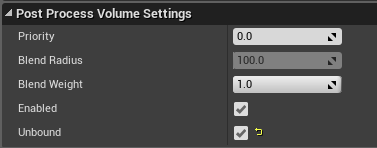 Post Process Volume Settings
Priority 0.0
Blend Radius 100.0
Blend Weight 1.0
Enabled
Unbound